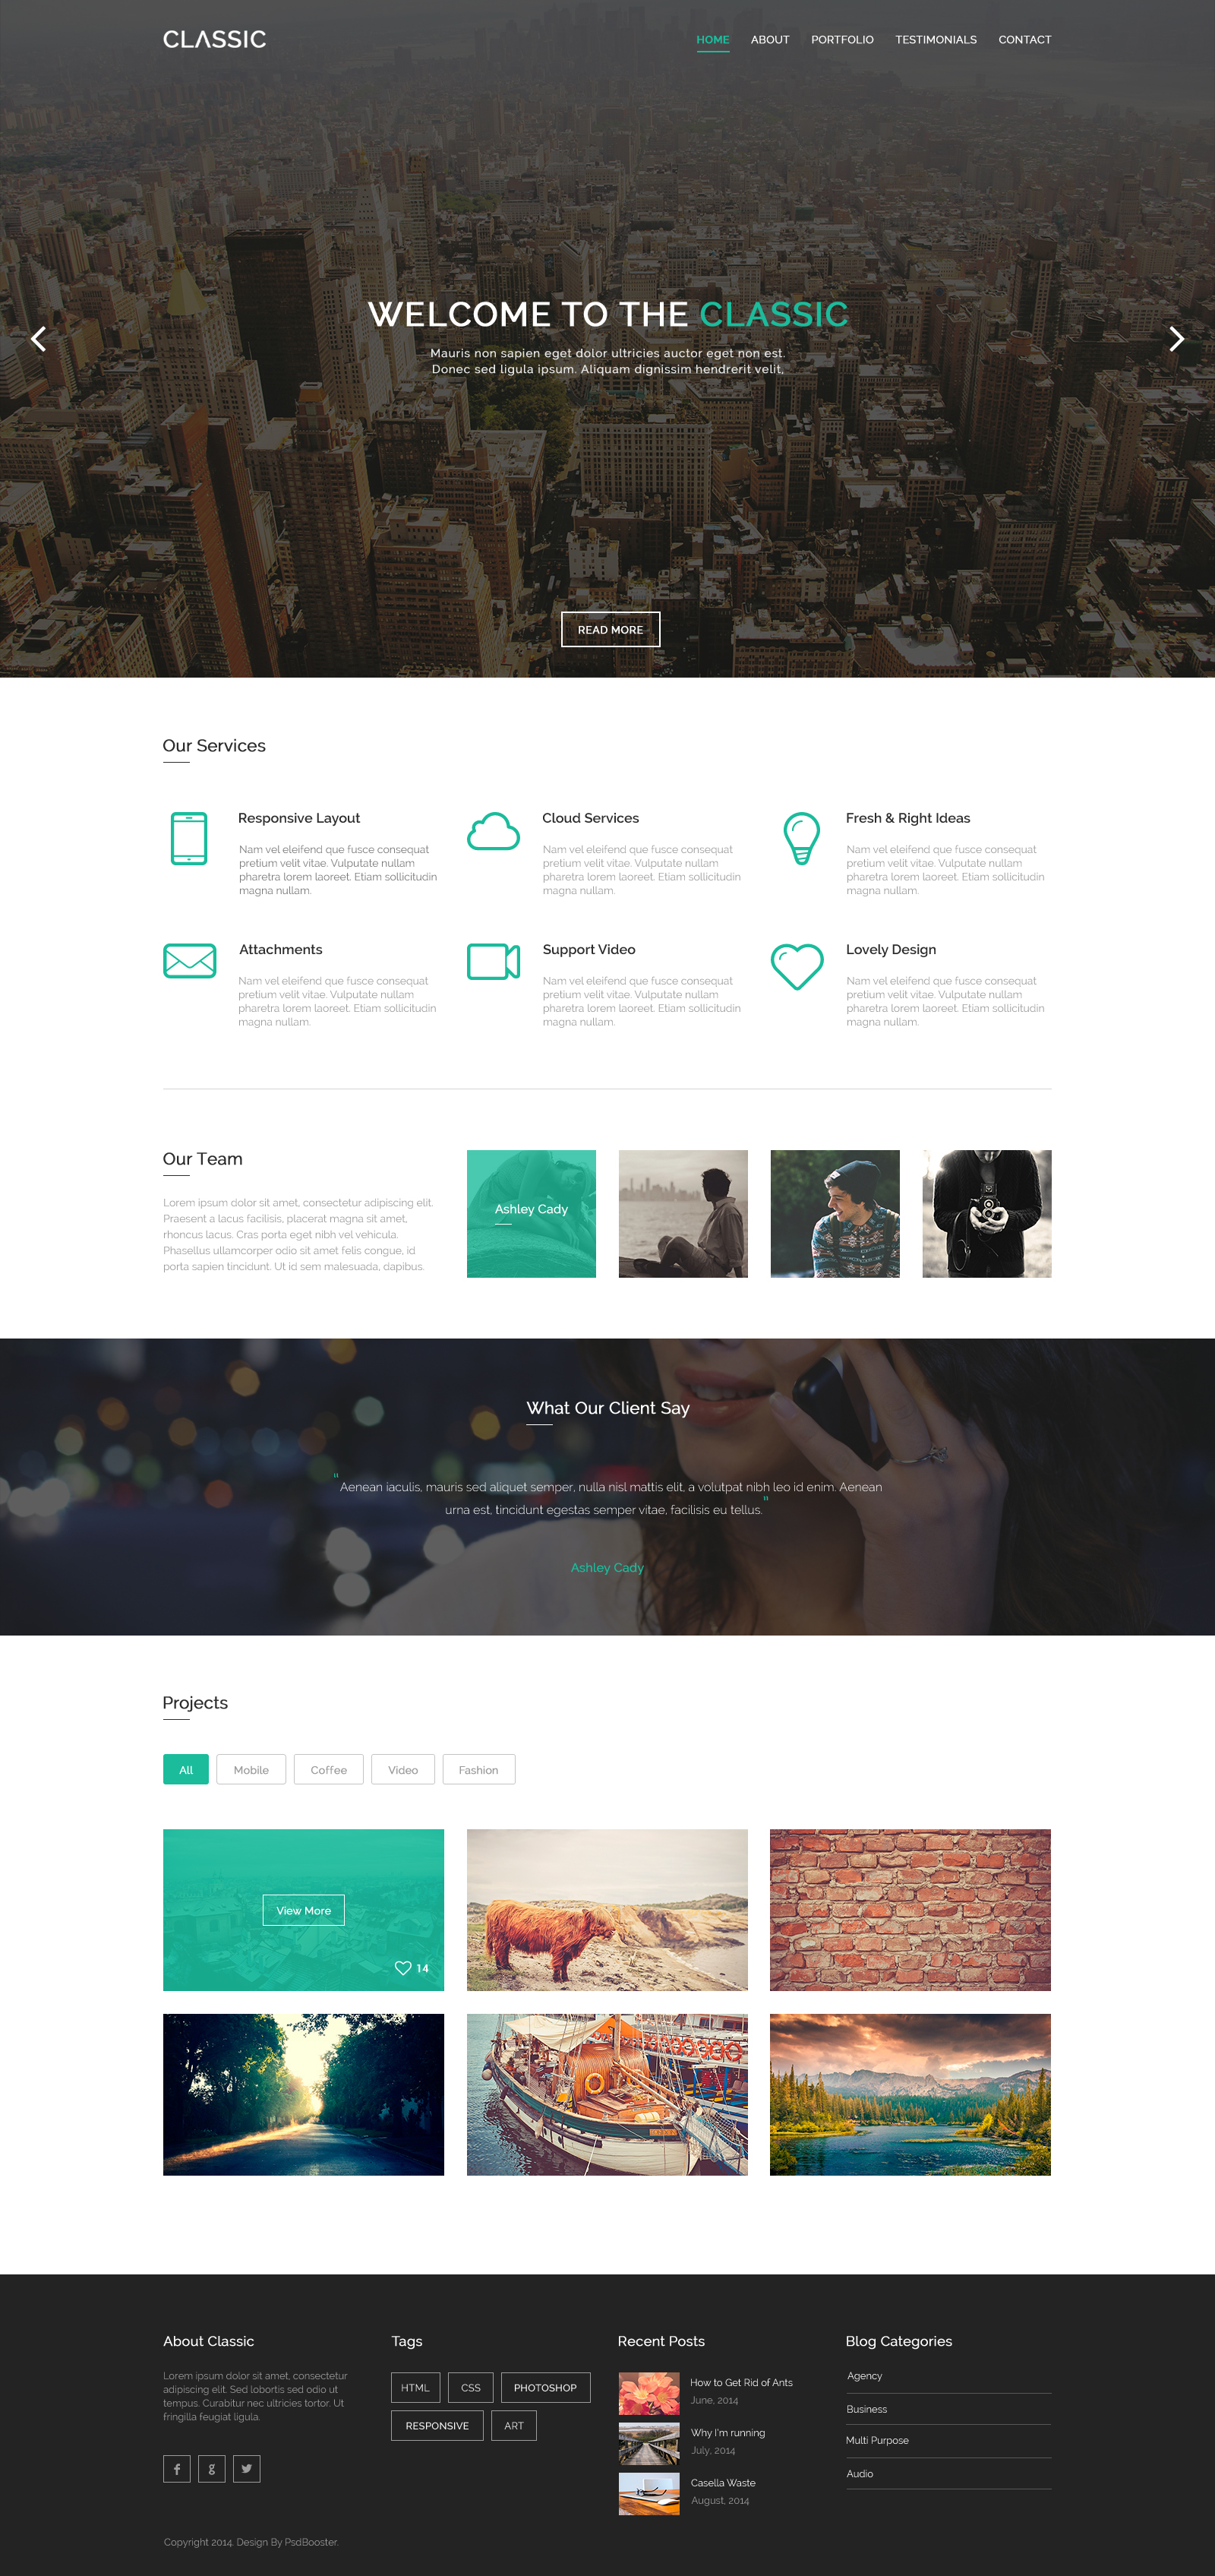 CLASSIC
HOME ABOUT PORTFOLIO TESTIMONIALS CONTACT
WELCOME TO THE CLASSIC
Mauris non sapien eget dolor ultricies auctor eget non est.
Donec sed ligula ipsum. Aliquam dignissim hendrerit velit,
READ MORE
Our Services
Responsive Layout
Nam vel eleifend que fusce consequat
pretium velit vitae. Vulputate nullam
pharetra lorem laoreet. Etiam sollicitudin
magna nullam.
Cloud Services
Nam vel eleifend que fusce consequat
pretium velit vitae. Vulputate nullam
pharetra lorem laoreet. Etiam sollicitudin
magna nullam.
Fresh & Right Ideas
Nam vel eleifend que fusce consequat
pretium velit vitae. Vulputate nullam
pharetra lorem laoreet. Etiam sollicitudin
magna nullam.
Attachments
Nam vel eleifend que fusce consequat
pretium velit vitae. Vulputate nullam
pharetra lorem laoreet. Etiam sollicitudin
magna nullam.
Support Video
Nam vel eleifend que fusce consequat
pretium velit vitae. Vulputate nullam
pharetra lorem laoreet. Etiam sollicitudin
magna nullam.
Lovely Design
Nam vel eleifend que fusce consequat
pretium velit vitae. Vulputate nullam
pharetra lorem laoreet. Etiam sollicitudin
magna nullam.
Our Team
Lorem ipsum dolor sit amet, consectetur adipiscing elit.
Praesent a lacus facilisis, placerat magna sit amet,
rhoncus lacus. Cras porta eget nibh vel vehicula.
Phasellus ullamcorper odio sit amet felis congue, id
porta sapien tincidunt. Ut id sem malesuada, dapibus.
Ashley Cady
What Our Client Say
"Aenean iaculis, mauris sed aliquet semper, nulla nisl mattis elit, a volutpat nibh leo id enim. Aenean
urna est, tincidunt egestas semper vitae, facilisis eu tellus."
Ashley Cady
Projects
All Mobile Coffee Video Fashion
View More
14
About Classic
Lorem ipsum dolor sit amet, consectetur
adipiscing elit. Sed lobortis sed odio ut
tempus. Curabitur nec ultricies tortor. Ut
fringilla feugiat ligula.
Tags
HTML CSS PHOTOSHOP
RESPONSIVE ART
Recent Posts
How to Get Rid of Ants
June, 2014
Why I'm running
July, 2014
Casella Waste
August, 2014
Blog Categories
Agency
Business
Multi Purpose
Audio
Copyright 2014. Design By PsdBooster.